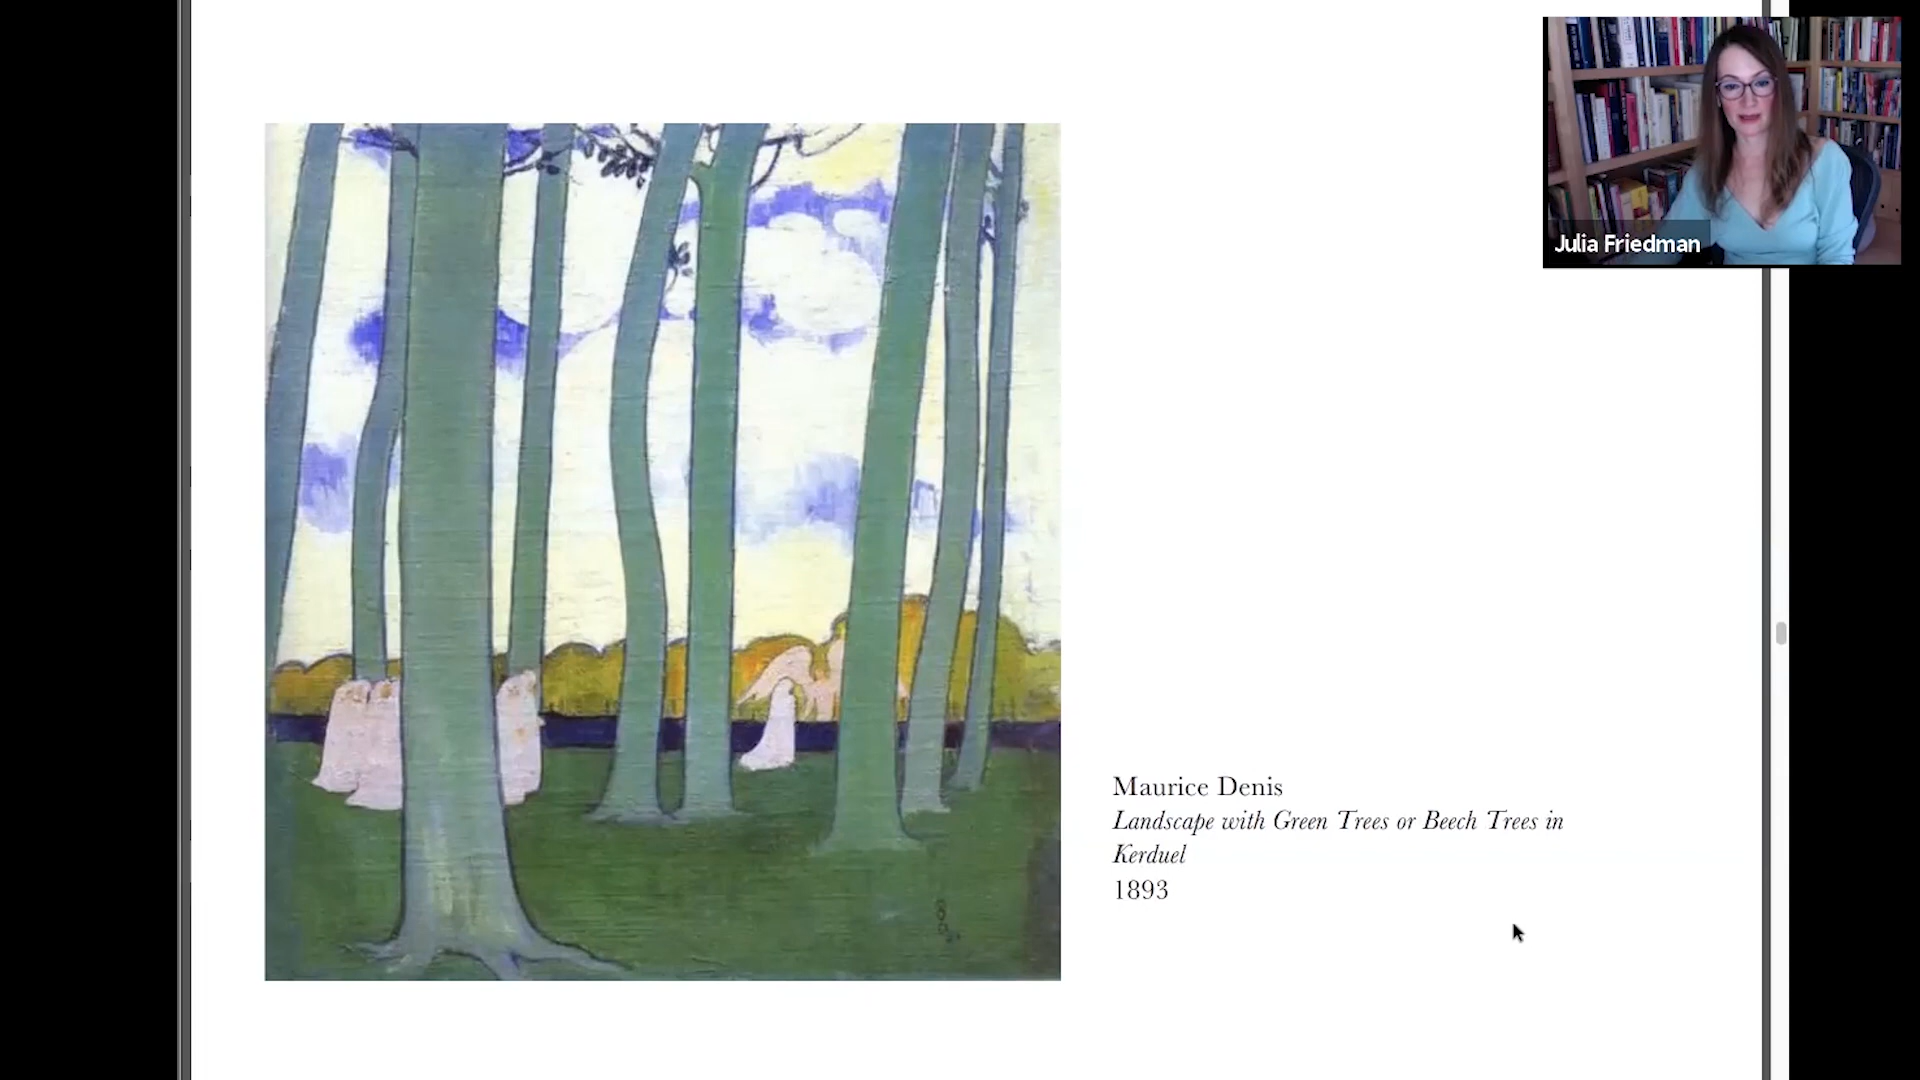 Julia Friedman
Maurice Denis
Landscape with Green Trees or Beech Trees in
Kerduel
1893